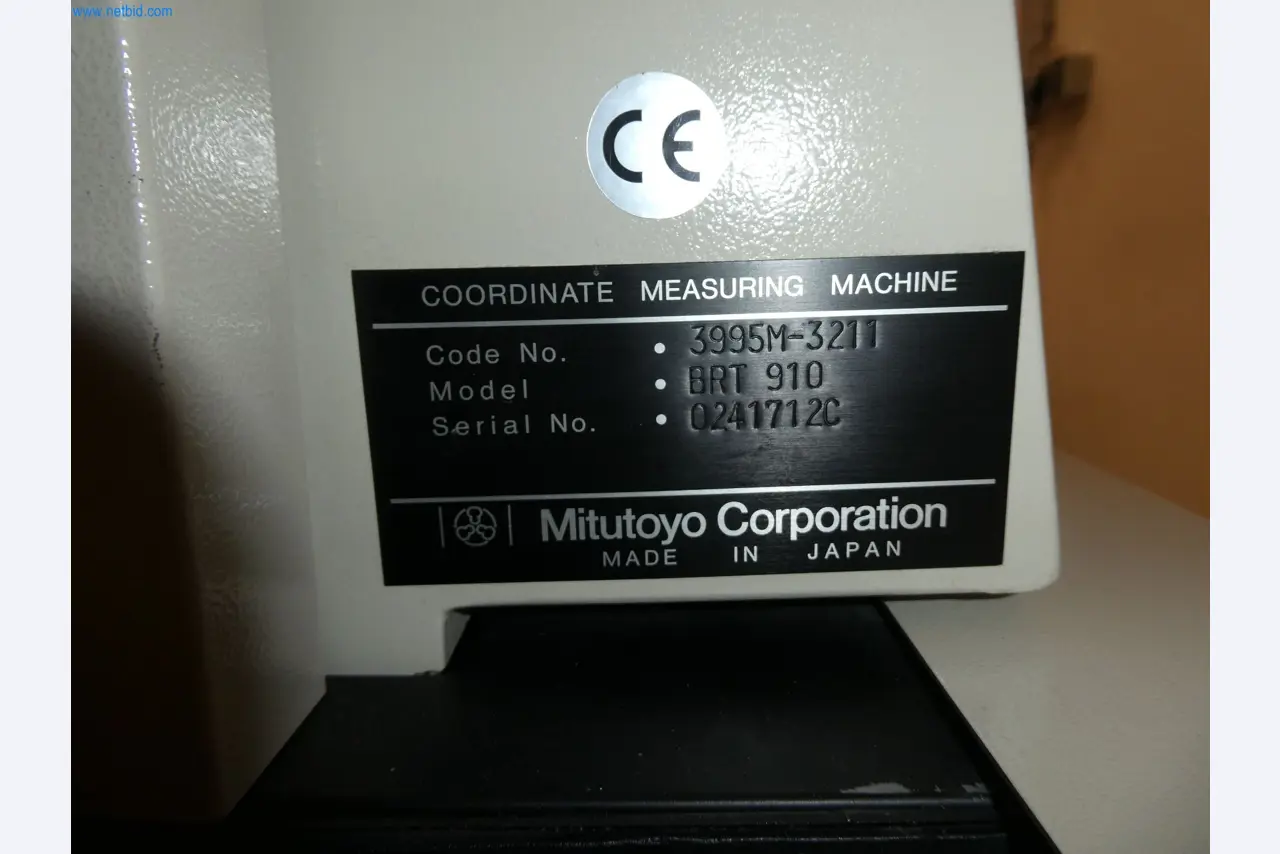 www.netbid.com
CE
COORDINATE MEASURING MACHINE
Code No. • 3995M-3211
Model • BRT 910
Serial No. • 0241712C
Mitutoyo Corporation
MADE IN JAPAN